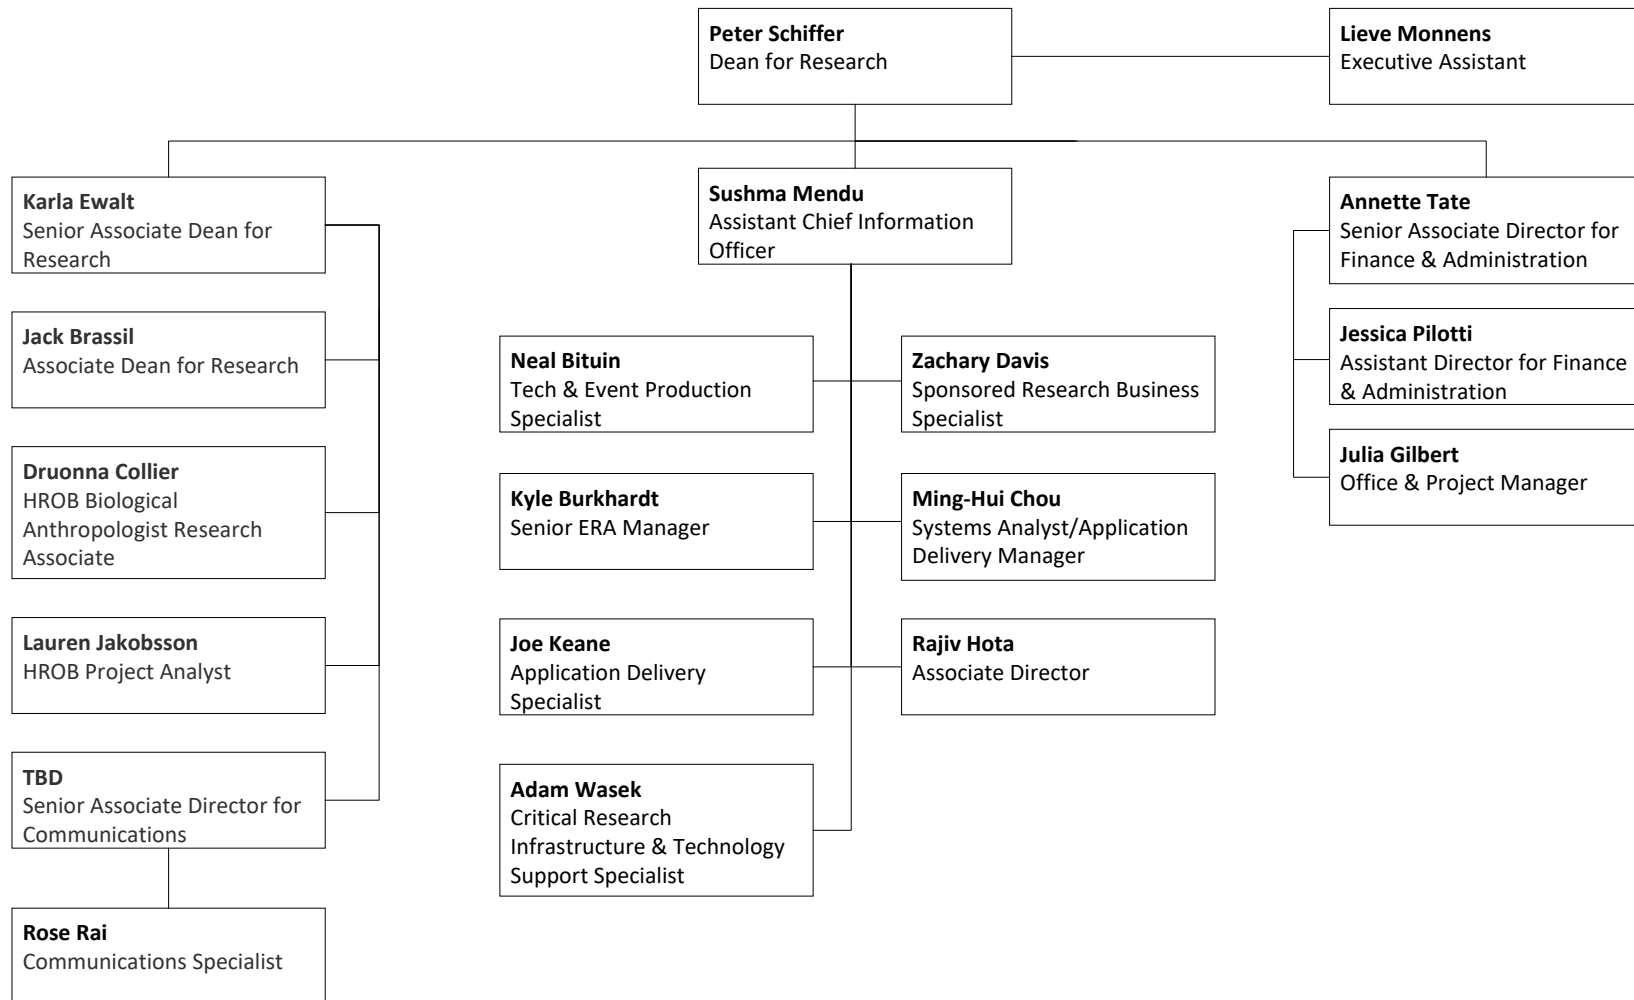 Peter Schiffer
Dean for Research
Lieve Monnens
Executive Assistant
Karla Ewalt
Senior Associate Dean for
Research
Jack Brassil
Associate Dean for Research
Druonna Collier
HROB Biological
Anthropologist Research
Associate
Lauren Jakobsson
HROB Project Analyst
TBD
Senior Associate Director for
Communications
Rose Rai
Communications Specialist
Sushma Mendu
Assistant Chief Information
Officer
Neal Bituin
Tech & Event Production
Specialist
Zachary Davis
Sponsored Research Business
Specialist
Kyle Burkhardt
Senior ERA Manager
Ming-Hui Chou
Systems Analyst/Application
Delivery Manager
Joe Keane
Application Delivery
Specialist
Rajiv Hota
Associate Director
Adam Wasek
Critical Research
Infrastructure & Technology
Support Specialist
Annette Tate
Senior Associate Director for
Finance & Administration
Jessica Pilotti
Assistant Director for Finance
& Administration
Julia Gilbert
Office & Project Manager